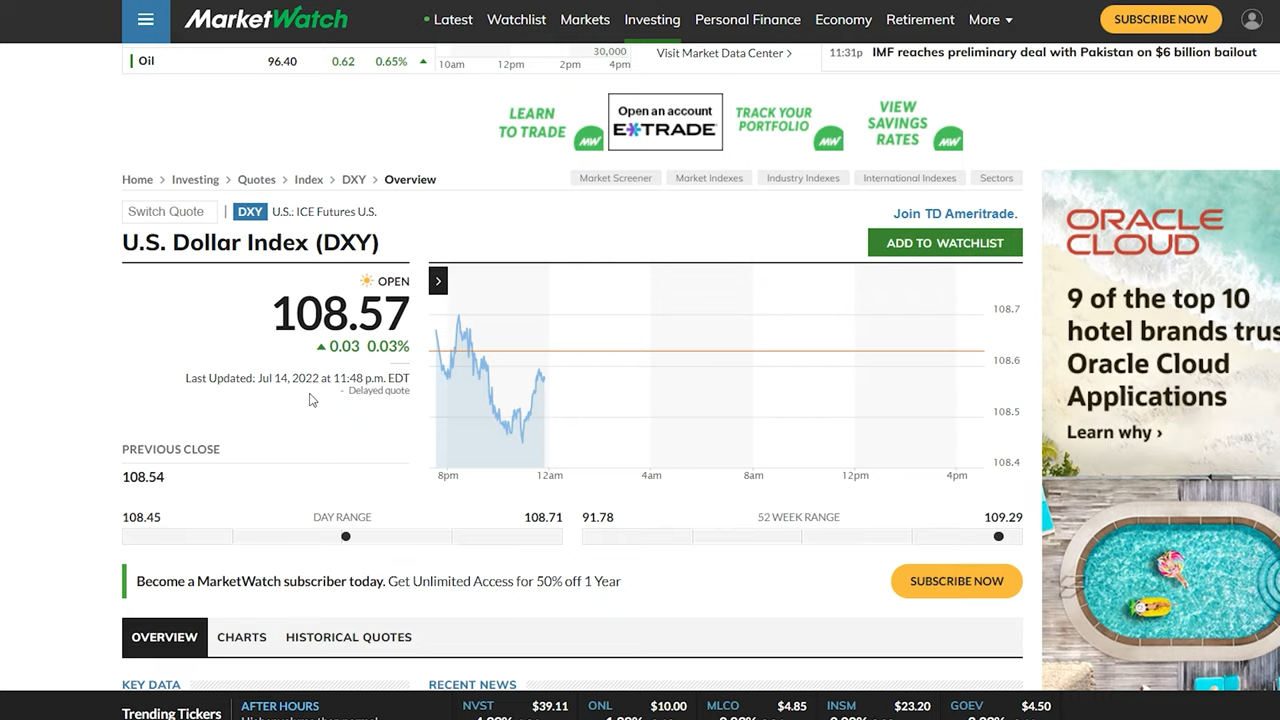 MarketWatch
Latest Watchlist Markets Investing Personal Finance Economy Retirement More
SUBSCRIBE NOW
Oil 96.40 0.62 0.65%
30,000
10am 12pm 2pm 4pm
Visit Market Data Center >
11:31p IMF reaches preliminary deal with Pakistan on $6 billion bailout
LEARN TO TRADE
MW
Open an account
E*TRADE
TRACK YOUR PORTFOLIO
MW
VIEW SAVINGS RATES
MW
Home > Investing > Quotes > Index > DXY > Overview
Market Screener Market Indexes Industry Indexes International Indexes Sectors
Switch Quote | DXY U.S.: ICE Futures U.S.
Join TD Ameritrade.
U.S. Dollar Index (DXY)
ADD TO WATCHLIST
OPEN
108.57
0.03 0.03%
Last Updated: Jul 14, 2022 at 11:48 p.m. EDT
- Delayed quote
PREVIOUS CLOSE
108.54
108.7
108.6
108.5
108.4
8pm 12am 4am 8am 12pm 4pm
108.45 DAY RANGE 108.71
91.78 52 WEEK RANGE 109.29
Become a MarketWatch subscriber today. Get Unlimited Access for 50% off 1 Year
SUBSCRIBE NOW
OVERVIEW CHARTS HISTORICAL QUOTES
KEY DATA
RECENT NEWS
ORACLE
CLOUD
9 of the top 10
hotel brands trus
Oracle Cloud
Applications
Learn why ›
Trending Tickers
AFTER HOURS
NVST $39.11
ONL $10.00
MLCO $4.85
INSM $23.20
GOEV $4.50